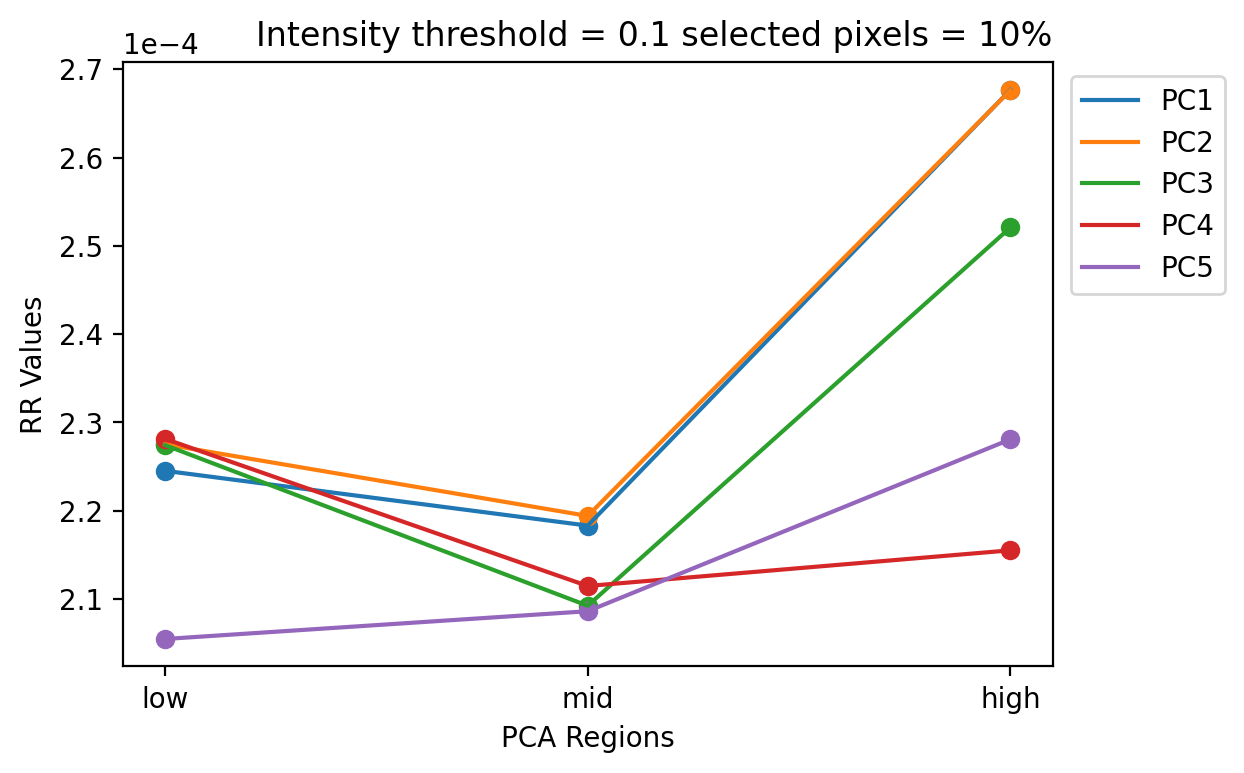 Intensity threshold = 0.1 selected pixels = 10%
1e−4
2.7
2.6
2.5
2.4
2.3
2.2
2.1
RR Values
low
mid
high
PCA Regions
PC1
PC2
PC3
PC4
PC5